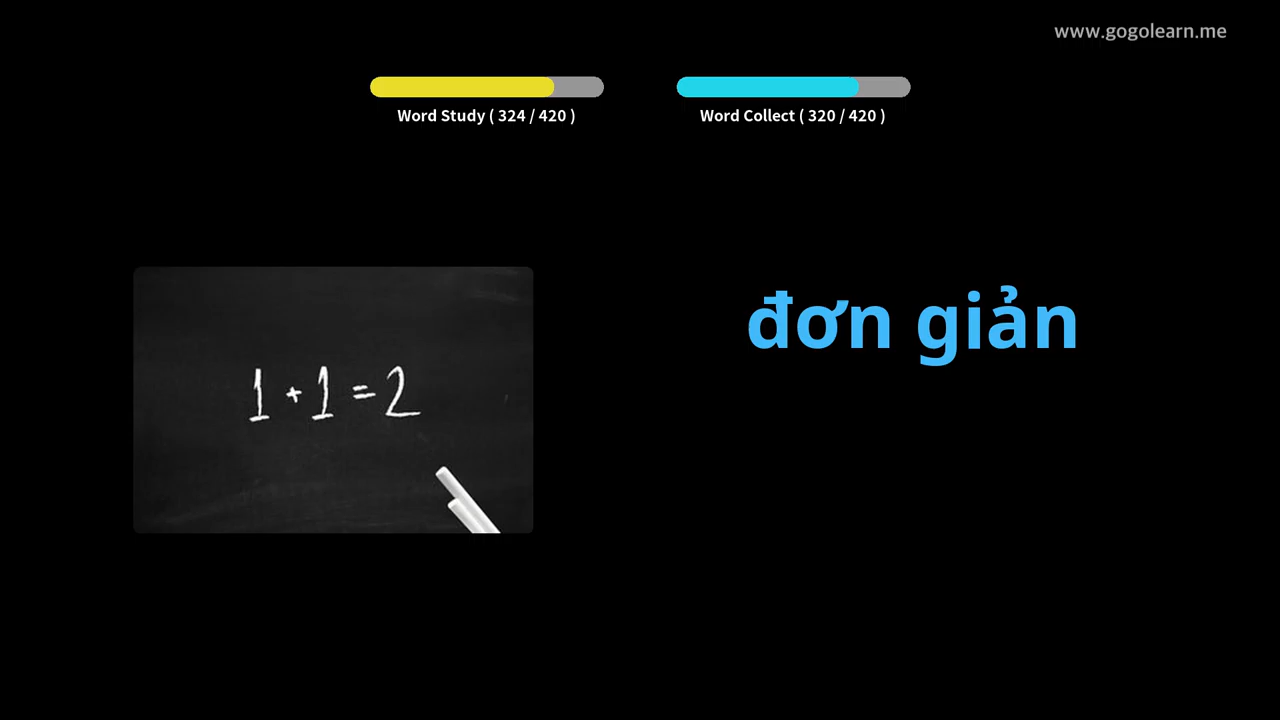 www.gogolearn.me
Word Study ( 324 / 420 )
Word Collect ( 320 / 420 )
đơn giản
1 + 1 = 2